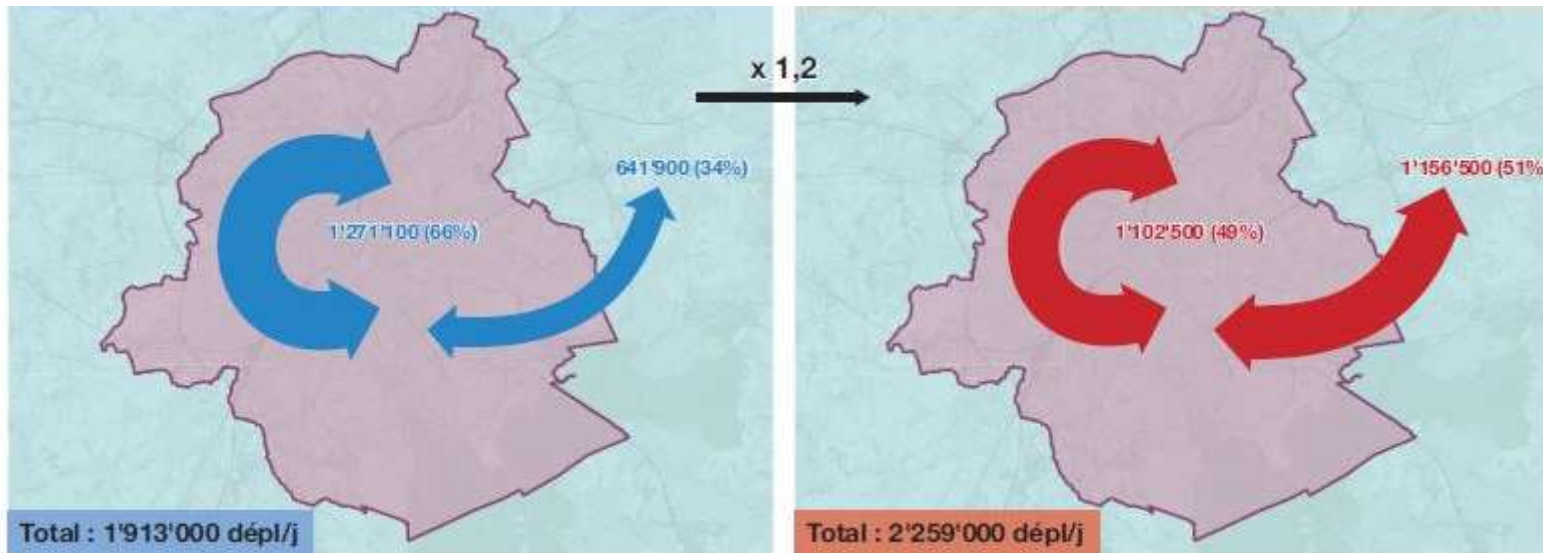 x 1,2
641'900 (34%)
1'271'100 (66%)
Total : 1'913'000 dépl/j
1'156'500 (51%
1'102'500 (49%)
Total : 2'259'000 dépl/j